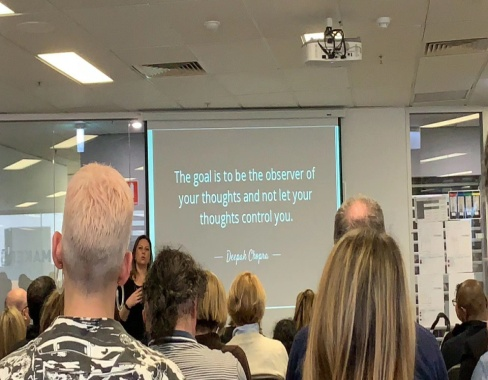 The goal is to be the observer of
your thoughts and not let your
thoughts control you.
— Deepak Chopra —